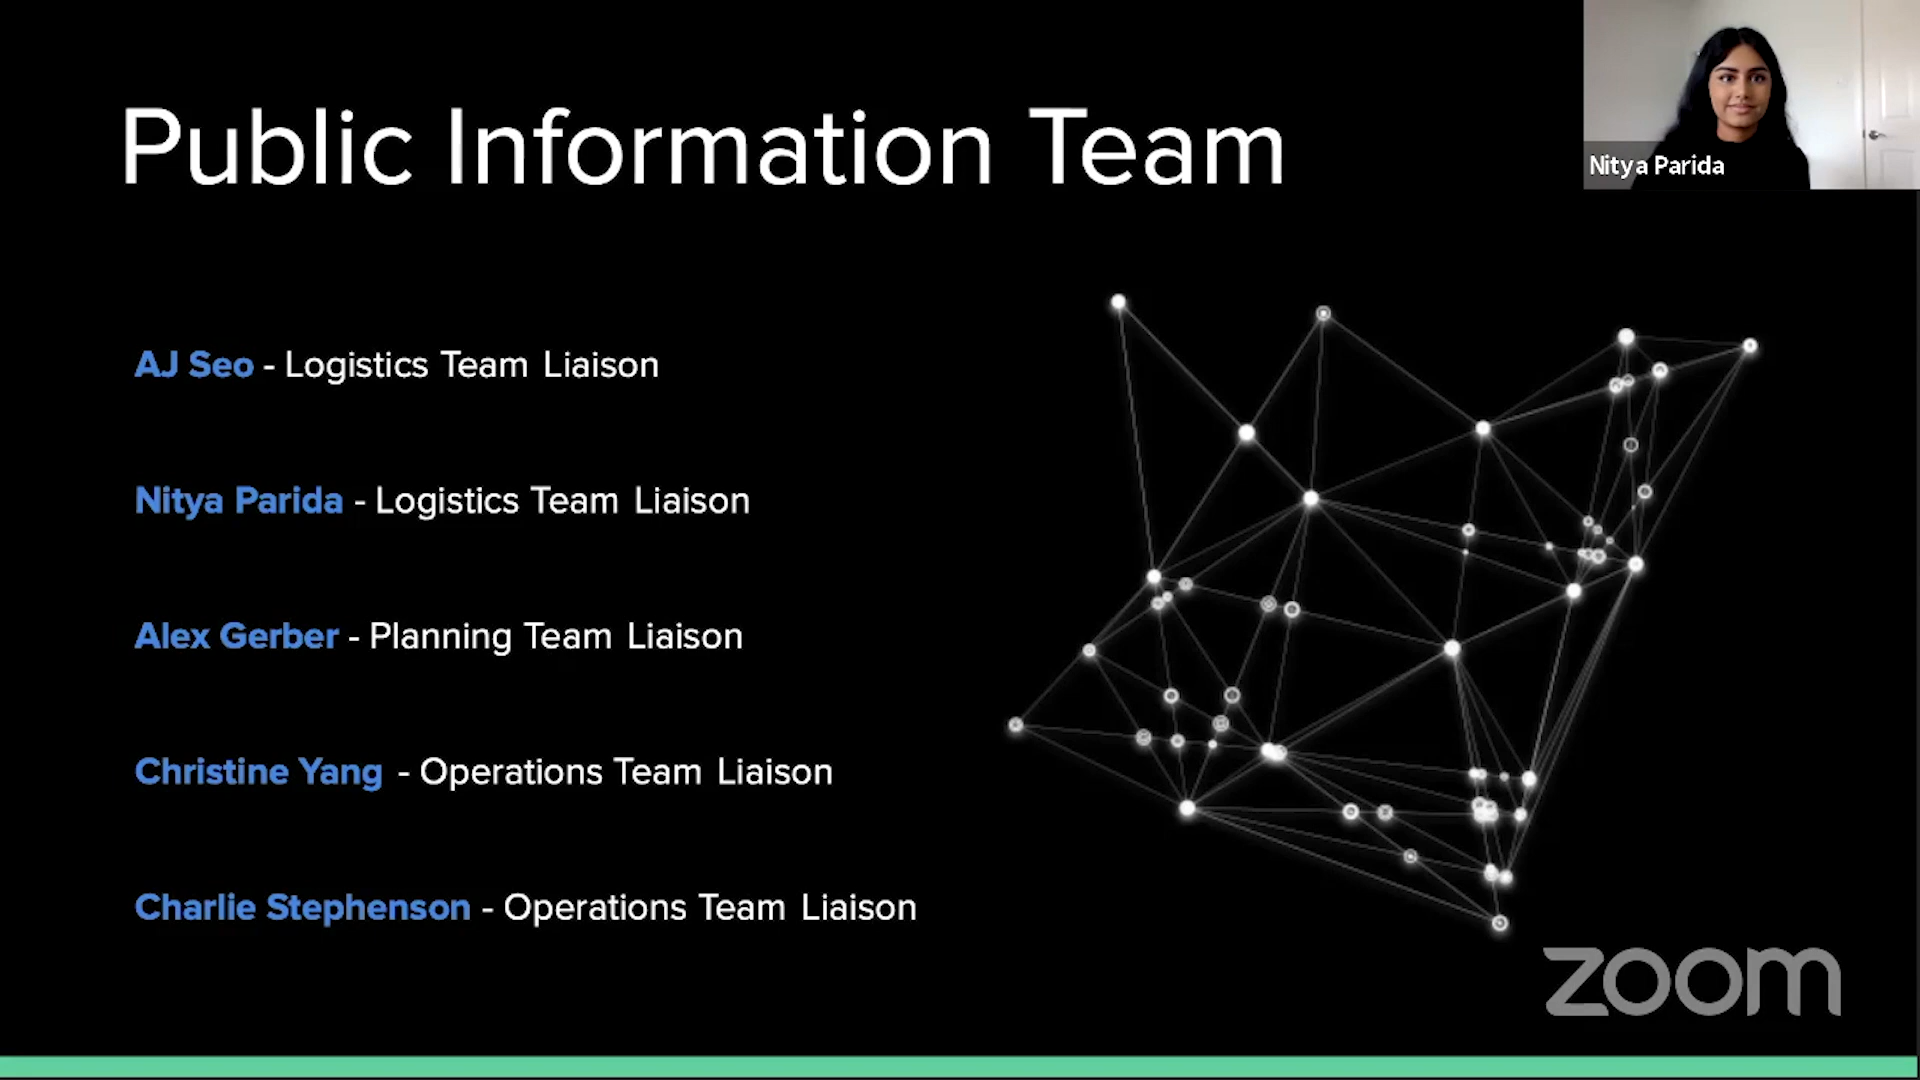 Public Information Team
Nitya Parida
AJ Seo - Logistics Team Liaison
Nitya Parida - Logistics Team Liaison
Alex Gerber - Planning Team Liaison
Christine Yang - Operations Team Liaison
Charlie Stephenson - Operations Team Liaison
zoom